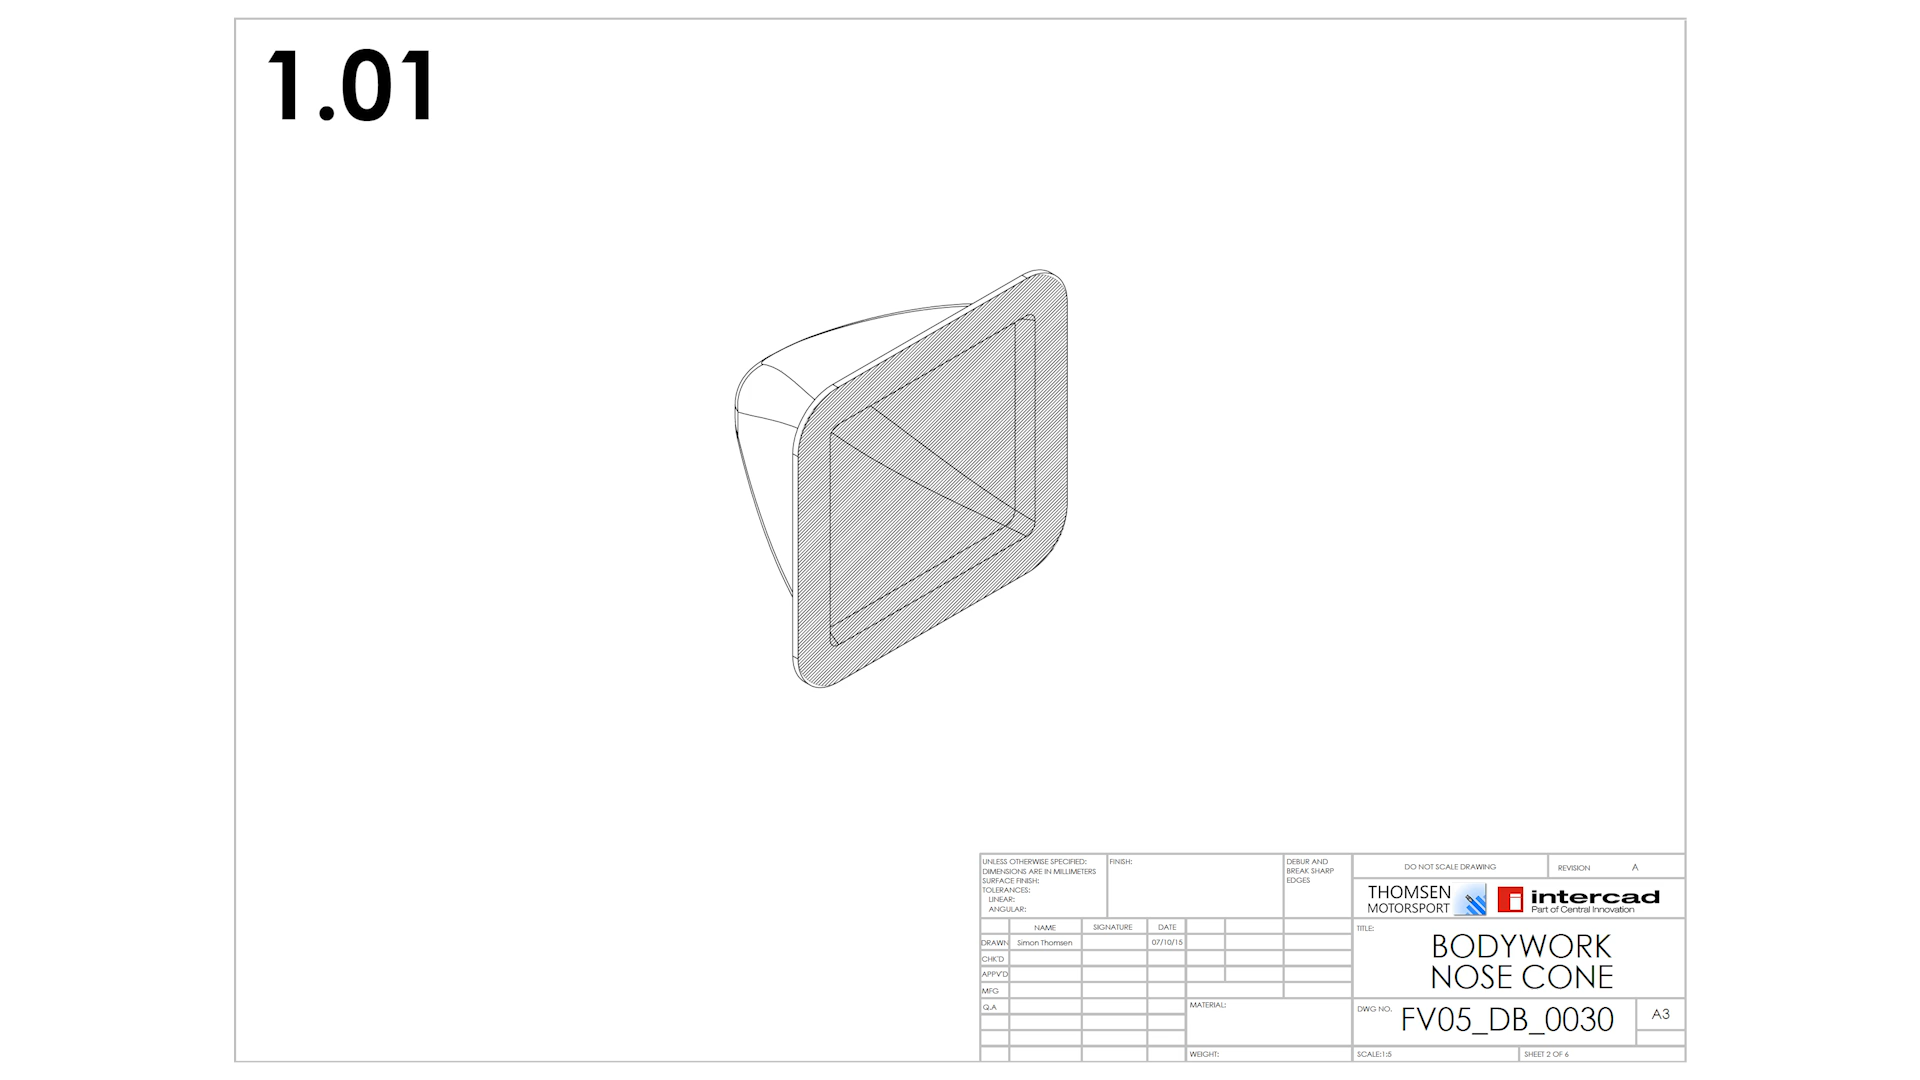 1.01
UNLESS OTHERWISE SPECIFIED:
DIMENSIONS ARE IN MILLIMETERS
SURFACE FINISH:
TOLERANCES:
LINEAR:
ANGULAR:
FINISH:
DEBUR AND
BREAK SHARP
EDGES
DO NOT SCALE DRAWING
REVISION A
THOMSEN
MOTORSPORT
intercad
Part of Central Innovation
NAME SIGNATURE DATE
DRAWN Simon Thomsen 07/10/15
CHK'D
APPV'D
MFG
Q.A
MATERIAL:
WEIGHT:
TITLE:
BODYWORK
NOSE CONE
DWG NO.
FV05_DB_0030
A3
SCALE:1:5
SHEET 2 OF 6